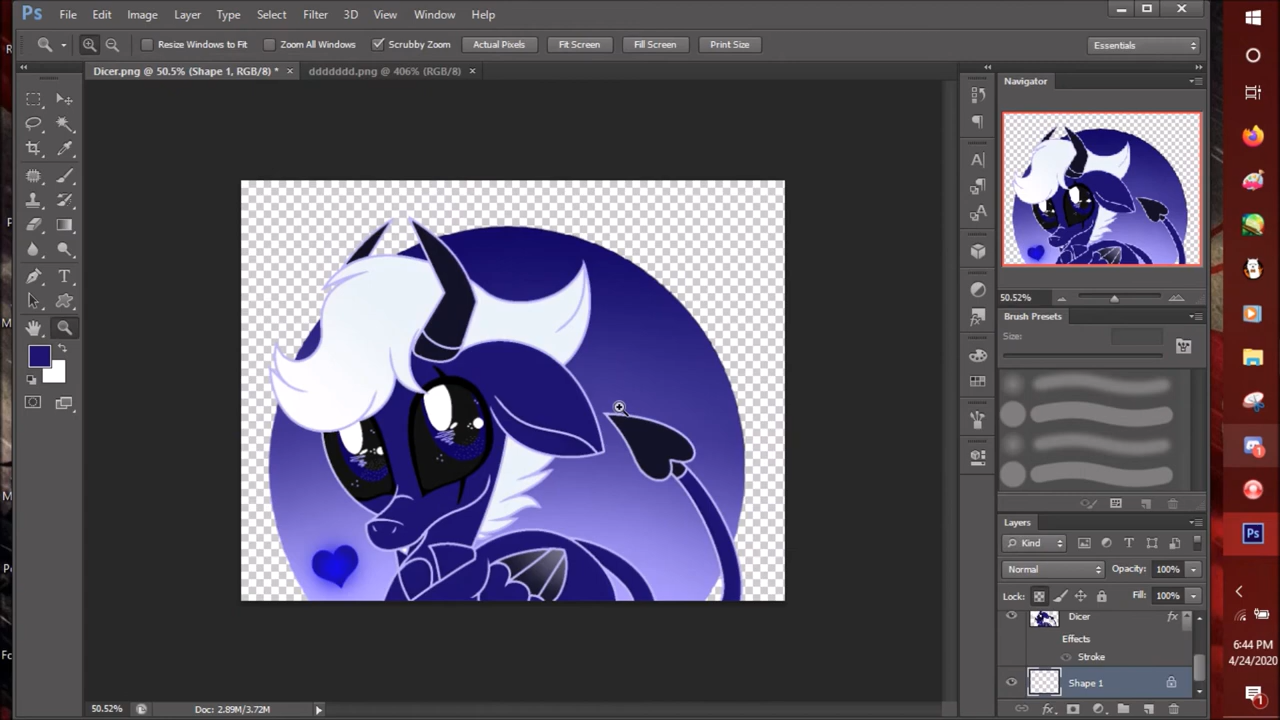 Ps File Edit Image Layer Type Select Filter 3D View Window Help
Resize Windows to Fit Zoom All Windows Scrubby Zoom Actual Pixels Fit Screen Fill Screen Print Size Essentials
Dicer.png @ 50.5% (Shape 1, RGB/8) * ddddddd.png @ 406% (RGB/8)
Navigator
50.52%
Brush Presets
Size:
Layers
Kind
Normal Opacity: 100%
Lock: Fill: 100%
Dicer fx
Effects
Stroke
Shape 1
50.52% Doc: 2.89M/3.72M
Ps
6:44 PM
4/24/2020